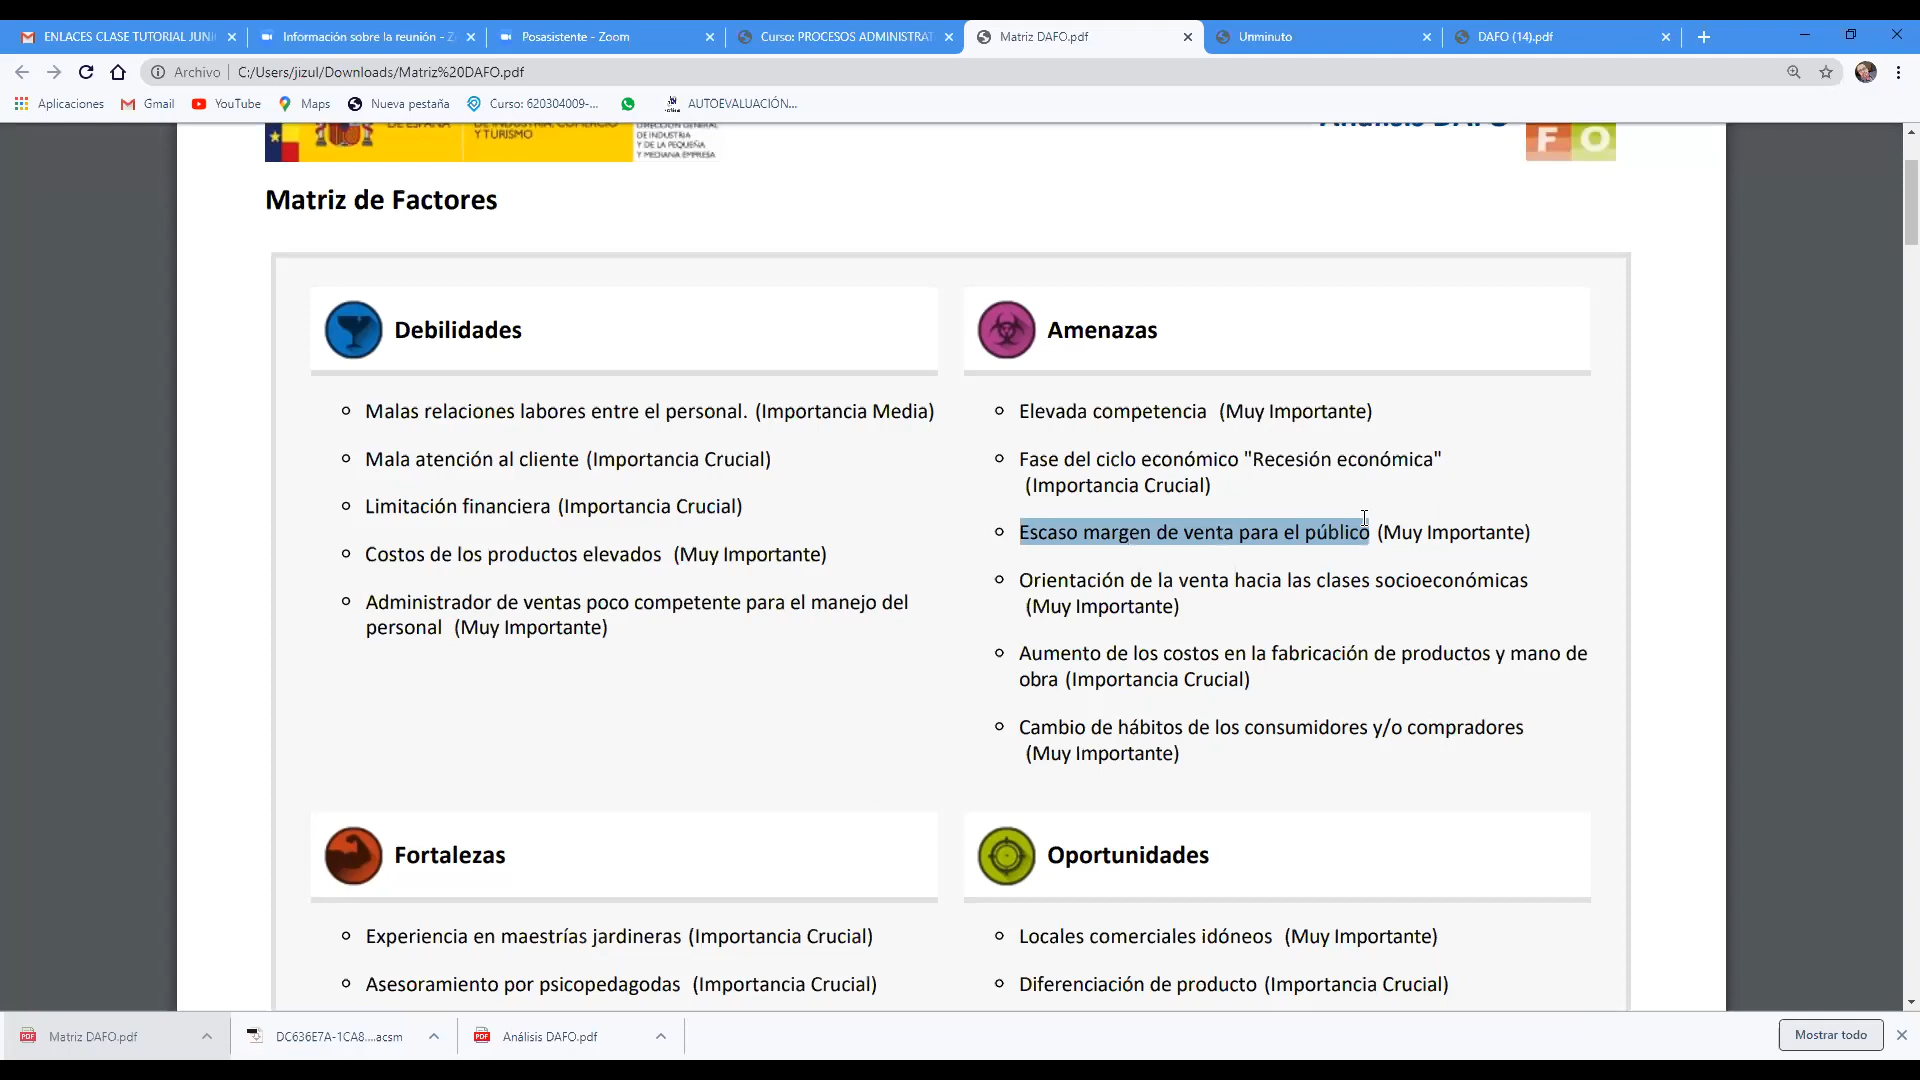 ENLACES CLASE TUTORIAL JUNI
Información sobre la reunión - Z
Posasistente - Zoom
Curso: PROCESOS ADMINISTRAT
Matriz DAFO.pdf
Unminuto
DAFO (14).pdf
Archivo
C:/Users/jizul/Downloads/Matriz%20DAFO.pdf
Aplicaciones
Gmail
YouTube
Maps
Nueva pestaña
Curso: 620304009-...
AUTOEVALUACIÓN...
Y TURISMO
DE INDUSTRIA
Y DE LA PEQUEÑA
Y MEDIANA EMPRESA
F O
Matriz de Factores
Debilidades
Malas relaciones labores entre el personal. (Importancia Media)
Mala atención al cliente (Importancia Crucial)
Limitación financiera (Importancia Crucial)
Costos de los productos elevados (Muy Importante)
Administrador de ventas poco competente para el manejo del
personal (Muy Importante)
Amenazas
Elevada competencia (Muy Importante)
Fase del ciclo económico "Recesión económica"
(Importancia Crucial)
Escaso margen de venta para el público (Muy Importante)
Orientación de la venta hacia las clases socioeconómicas
(Muy Importante)
Aumento de los costos en la fabricación de productos y mano de
obra (Importancia Crucial)
Cambio de hábitos de los consumidores y/o compradores
(Muy Importante)
Fortalezas
Experiencia en maestrías jardineras (Importancia Crucial)
Asesoramiento por psicopedagodas (Importancia Crucial)
Oportunidades
Locales comerciales idóneos (Muy Importante)
Diferenciación de producto (Importancia Crucial)
Matriz DAFO.pdf
DC636E7A-1CA8....acsm
Análisis DAFO.pdf
Mostrar todo